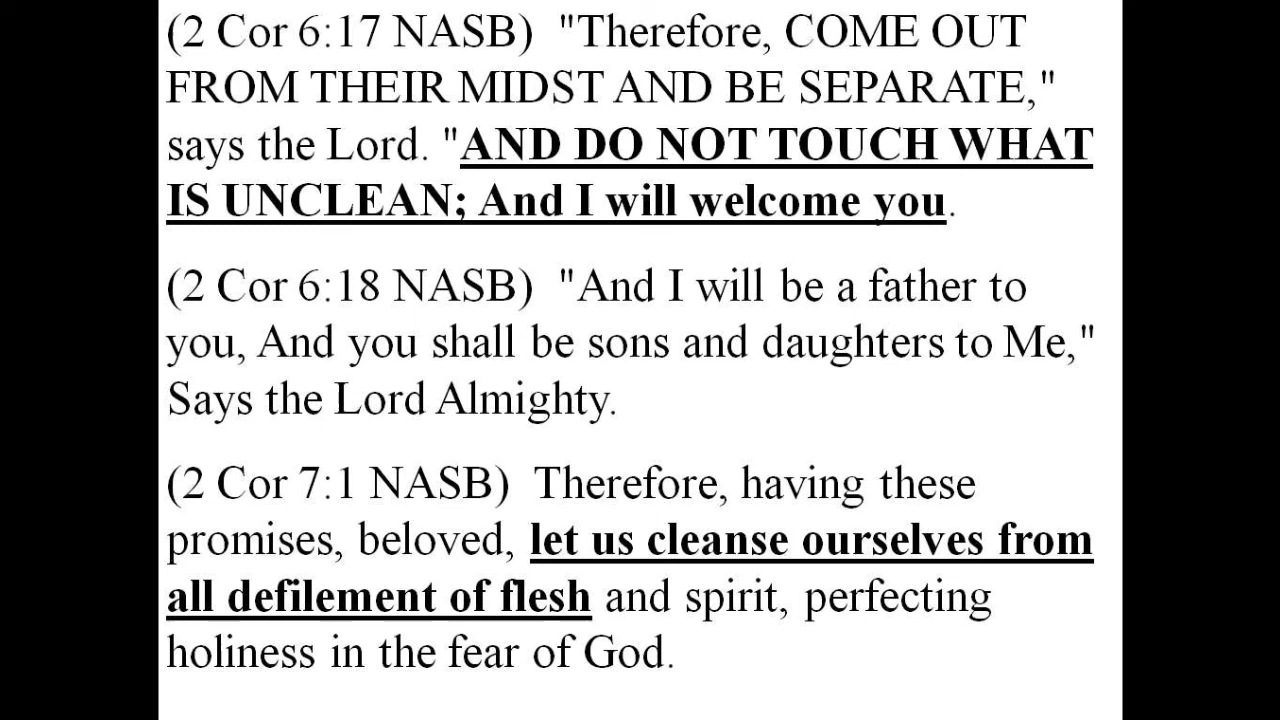 (2 Cor 6:17 NASB)  "Therefore, COME OUT
FROM THEIR MIDST AND BE SEPARATE,"
says the Lord. "AND DO NOT TOUCH WHAT
IS UNCLEAN; And I will welcome you.
(2 Cor 6:18 NASB)  "And I will be a father to
you, And you shall be sons and daughters to Me,"
Says the Lord Almighty.
(2 Cor 7:1 NASB)  Therefore, having these
promises, beloved, let us cleanse ourselves from
all defilement of flesh and spirit, perfecting
holiness in the fear of God.